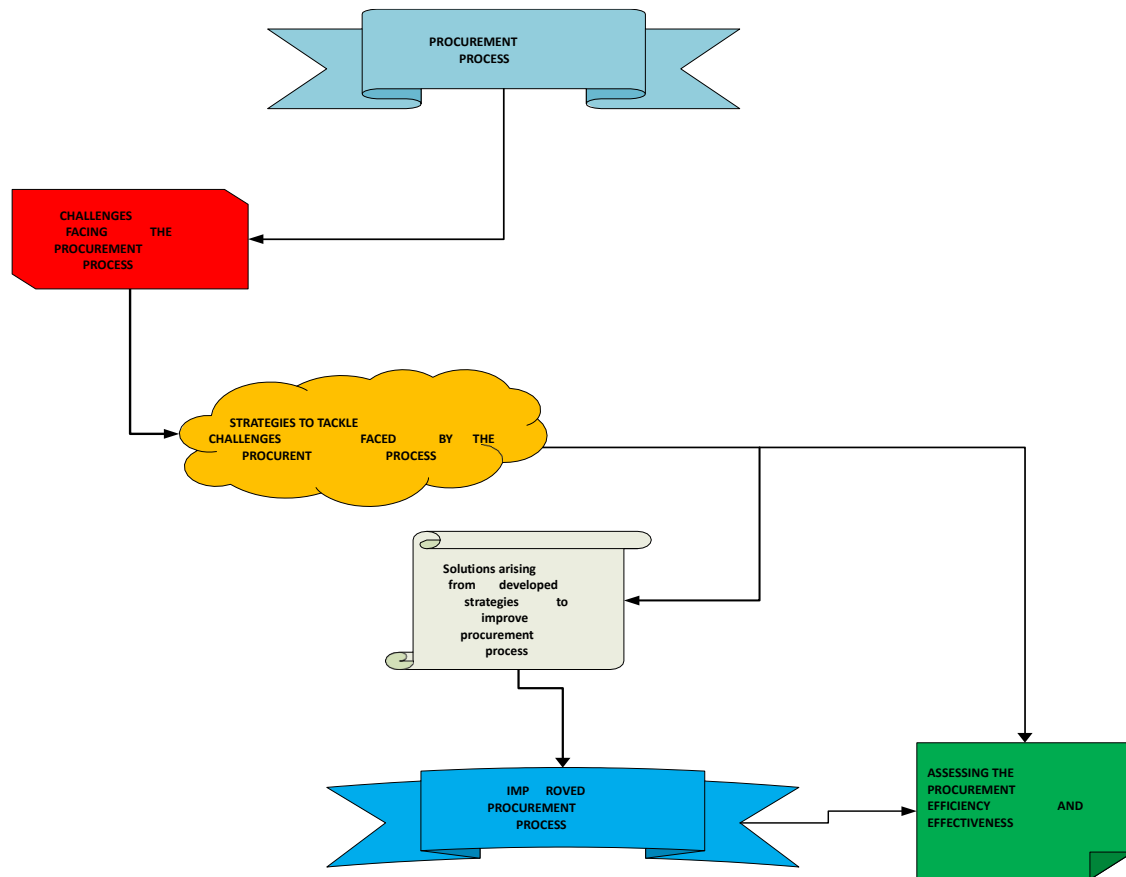 PROCUREMENT
PROCESS
CHALLENGES
FACING THE
PROCUREMENT
PROCESS
STRATEGIES TO TACKLE
CHALLENGES FACED BY THE
PROCURENT PROCESS
Solutions arising
from developed
strategies to
improve
procurement
process
IMP ROVED
PROCUREMENT
PROCESS
ASSESSING THE
PROCUREMENT
EFFICIENCY AND
EFFECTIVENESS